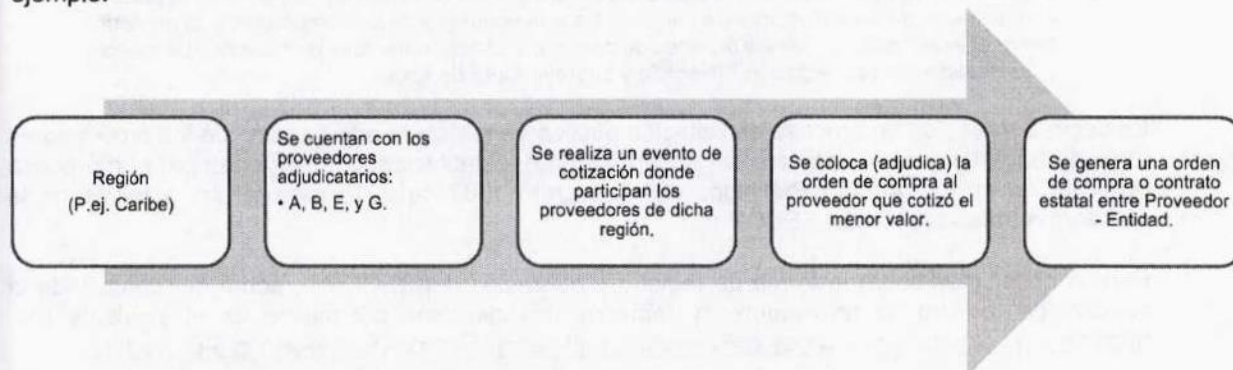 ejemplo:
Región
(P.ej. Caribe)
Se cuentan con los
proveedores
adjudicatarios:
- A, B, E, y G.
Se realiza un evento de
cotización donde
participan los
proveedores de dicha
región.
Se coloca (adjudica) la
orden de compra al
proveedor que cotizó el
menor valor.
Se genera una orden
de compra o contrato
estatal entre Proveedor
- Entidad.